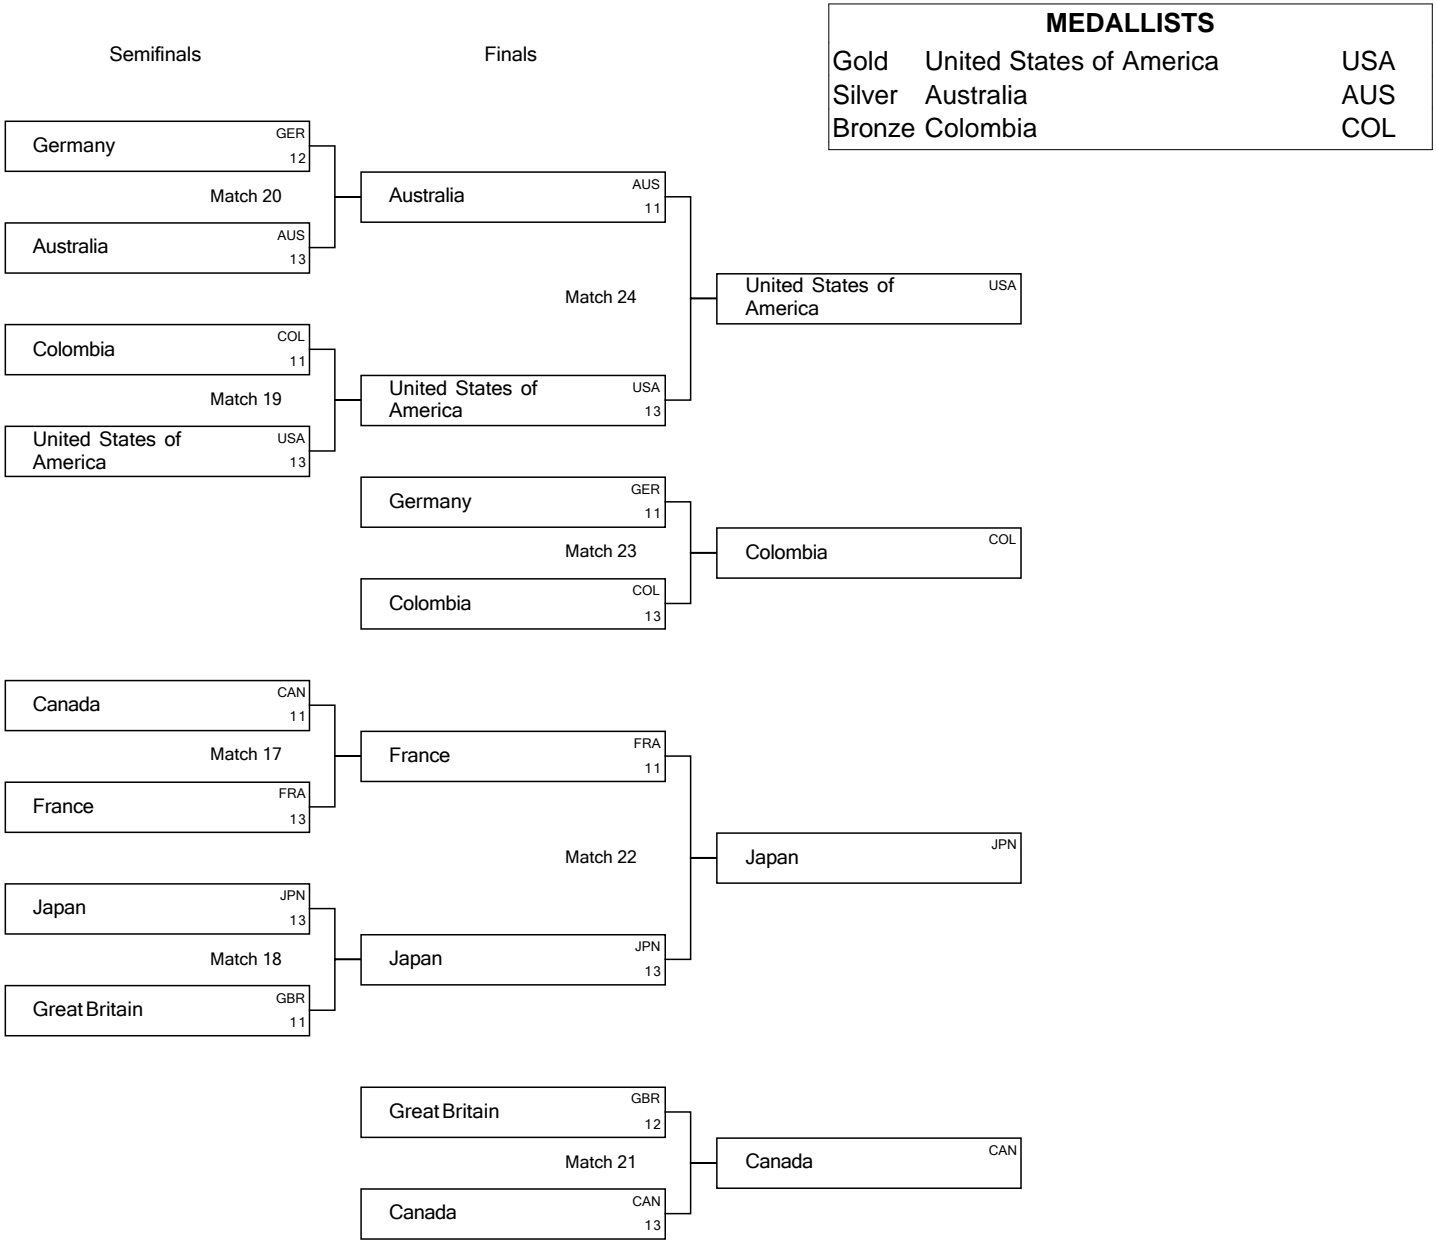 MEDALLISTS
Gold United States of America USA
Silver Australia AUS
Bronze Colombia COL
Semifinals Finals
Germany GER
12
Match 20
Australia AUS
13
Australia AUS
11
Match 24
United States of USA
America
Colombia COL
11
Match 19
United States of USA
America 13
United States of USA
America 13
Germany GER
11
Match 23
Colombia COL
13
Colombia COL
Canada CAN
11
Match 17
France FRA
13
France FRA
11
Match 22
Japan JPN
Japan JPN
13
Match 18
Great Britain GBR
11
Japan JPN
13
Great Britain GBR
12
Match 21
Canada CAN
13
Canada CAN